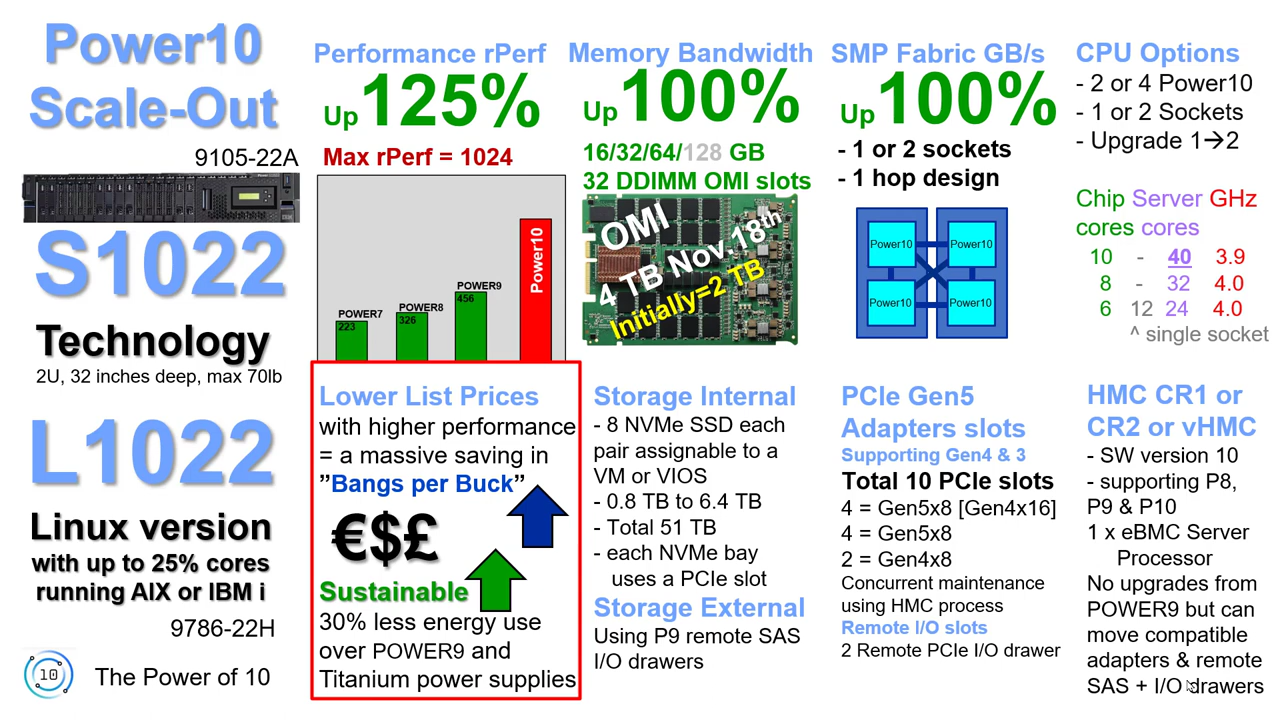 Power10
Scale-Out
9105-22A
S1022
Technology
2U, 32 inches deep, max 70lb
L1022
Linux version
with up to 25% cores
running AIX or IBM i
9786-22H
10
The Power of 10
Performance rPerf
Up 125%
Max rPerf = 1024
POWER7
223
POWER8
326
POWER9
456
Power10
Lower List Prices
with higher performance
= a massive saving in
”Bangs per Buck”
€$£
Sustainable
30% less energy use
over POWER9 and
Titanium power supplies
Memory Bandwidth
Up 100%
16/32/64/128 GB
32 DDIMM OMI slots
OMI
4 TB Nov.18th
Initially=2 TB
Storage Internal
- 8 NVMe SSD each
pair assignable to a
VM or VIOS
- 0.8 TB to 6.4 TB
- Total 51 TB
- each NVMe bay
uses a PCIe slot
Storage External
Using P9 remote SAS
I/O drawers
SMP Fabric GB/s
Up 100%
- 1 or 2 sockets
- 1 hop design
Power10 Power10
Power10 Power10
PCIe Gen5
Adapters slots
Supporting Gen4 & 3
Total 10 PCIe slots
4 = Gen5x8 [Gen4x16]
4 = Gen5x8
2 = Gen4x8
Concurrent maintenance
using HMC process
Remote I/O slots
2 Remote PCIe I/O drawer
CPU Options
- 2 or 4 Power10
- 1 or 2 Sockets
- Upgrade 1→2
Chip Server GHz
cores cores
10 - 40 3.9
8 - 32 4.0
6 12 24 4.0
^ single socket
HMC CR1 or
CR2 or vHMC
- SW version 10
- supporting P8,
P9 & P10
1 x eBMC Server
Processor
No upgrades from
POWER9 but can
move compatible
adapters & remote
SAS + I/O drawers